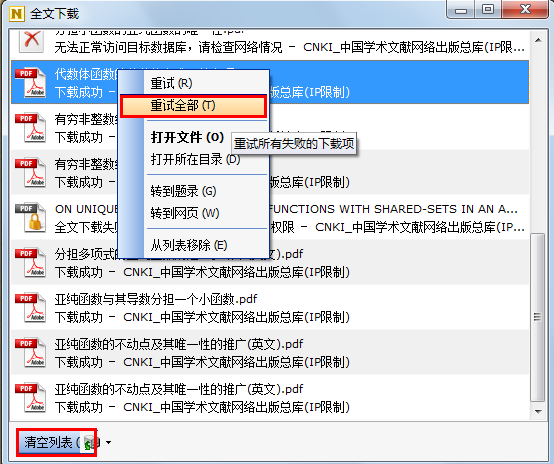 全文下载
无法正常访问目标数据库，请检查网络情况 - CNKI_中国学术文献网络出版总库(IP限
代数体函数
下载成功 - 总库(IP限制)
重试(R)
重试全部(T)
打开文件(O)
打开所在目录(D)
转到题录(G)
转到网页(W)
从列表移除(E)
重试所有失败的下载项
有穷非整数
下载成功 - 总库(IP限制)
有穷非整数
下载成功 - 总库(IP限制)
ON UNIQUE FUNCTIONS WITH SHARED-SETS IN AN A...
全文下载失 权限 - CNKI_中国学术文献网络出版总库(IP限制)
分担多项式的
下载成功 - CNKI_中国学术文献网络出版总库(IP限制)
亚纯函数与其导数分担一个小函数.pdf
下载成功 - CNKI_中国学术文献网络出版总库(IP限制)
亚纯函数的不动点及其唯一性的推广(英文).pdf
下载成功 - CNKI_中国学术文献网络出版总库(IP限制)
亚纯函数的不动点及其唯一性的推广(英文).pdf
下载成功 - CNKI_中国学术文献网络出版总库(IP限制)
清空列表(